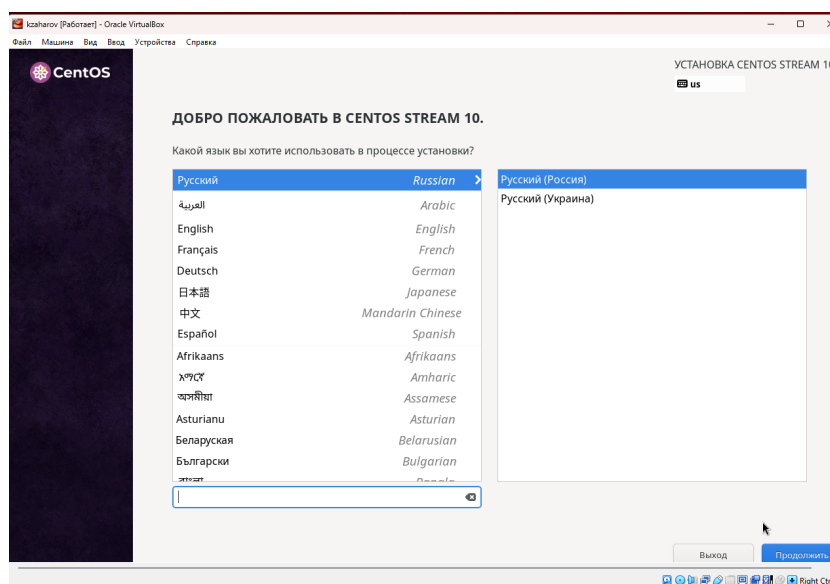 kzaharov [Работает] - Oracle VirtualBox
Файл Машина Вид Ввод Устройства Справка
CentOS
УСТАНОВКА CENTOS STREAM 10
us
ДОБРО ПОЖАЛОВАТЬ В CENTOS STREAM 10.
Какой язык вы хотите использовать в процессе установки?
Русский Russian
Русский (Россия)
Русский (Украина)
العربية Arabic
English English
Français French
Deutsch German
日本語 Japanese
中文 Mandarin Chinese
Español Spanish
Afrikaans Afrikaans
አማርኛ Amharic
অসমীয়া Assamese
Asturianu Asturian
Беларуская Belarusian
Български Bulgarian
বাংলা Bangla
Выход
Продолжить
Right Ctrl